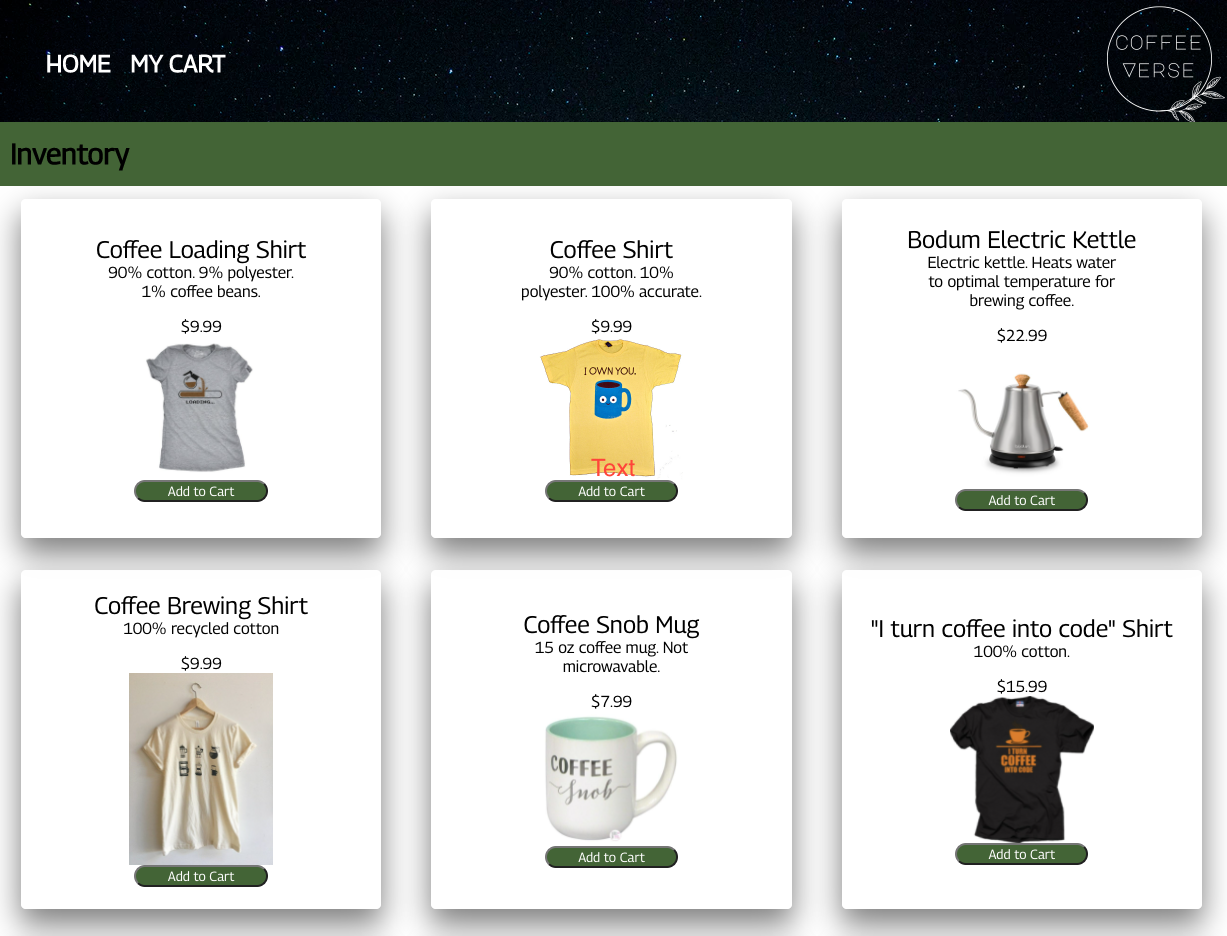 HOME MY CART
COFFEE
VERSE
Inventory
Coffee Loading Shirt
90% cotton. 9% polyester.
1% coffee beans.
$9.99
LOADING...
Add to Cart
Coffee Shirt
90% cotton. 10%
polyester. 100% accurate.
$9.99
I OWN YOU.
Text
Add to Cart
Bodum Electric Kettle
Electric kettle. Heats water
to optimal temperature for
brewing coffee.
$22.99
Add to Cart
Coffee Brewing Shirt
100% recycled cotton
$9.99
Add to Cart
Coffee Snob Mug
15 oz coffee mug. Not
microwavable.
$7.99
COFFEE
Snob
Add to Cart
"I turn coffee into code" Shirt
100% cotton.
$15.99
I TURN
COFFEE
INTO CODE
Add to Cart